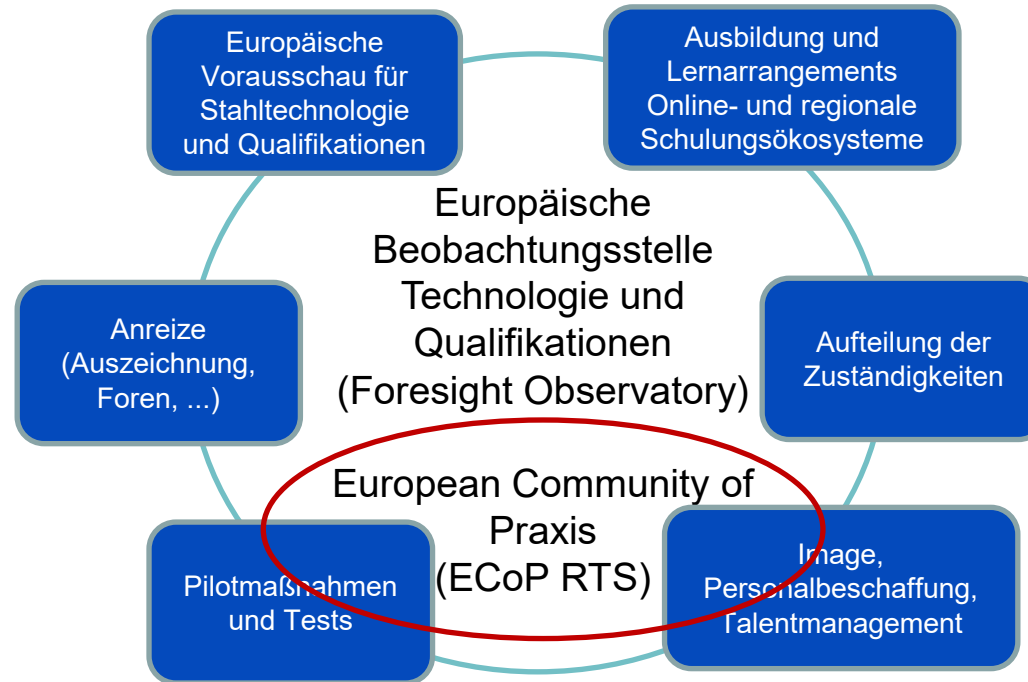 Europäische
Vorausschau für
Stahltechnologie
und Qualifikationen
Ausbildung und
Lernarrangements
Online- und regionale
Schulungsökosysteme
Europäische
Beobachtungsstelle
Technologie und
Qualifikationen
(Foresight Observatory)
Anreize
(Auszeichnung,
Foren, ...)
Aufteilung der
Zuständigkeiten
European Community of
Praxis
(ECoP RTS)
Pilotmaßnahmen
und Tests
Image,
Personalbeschaffung,
Talentmanagement